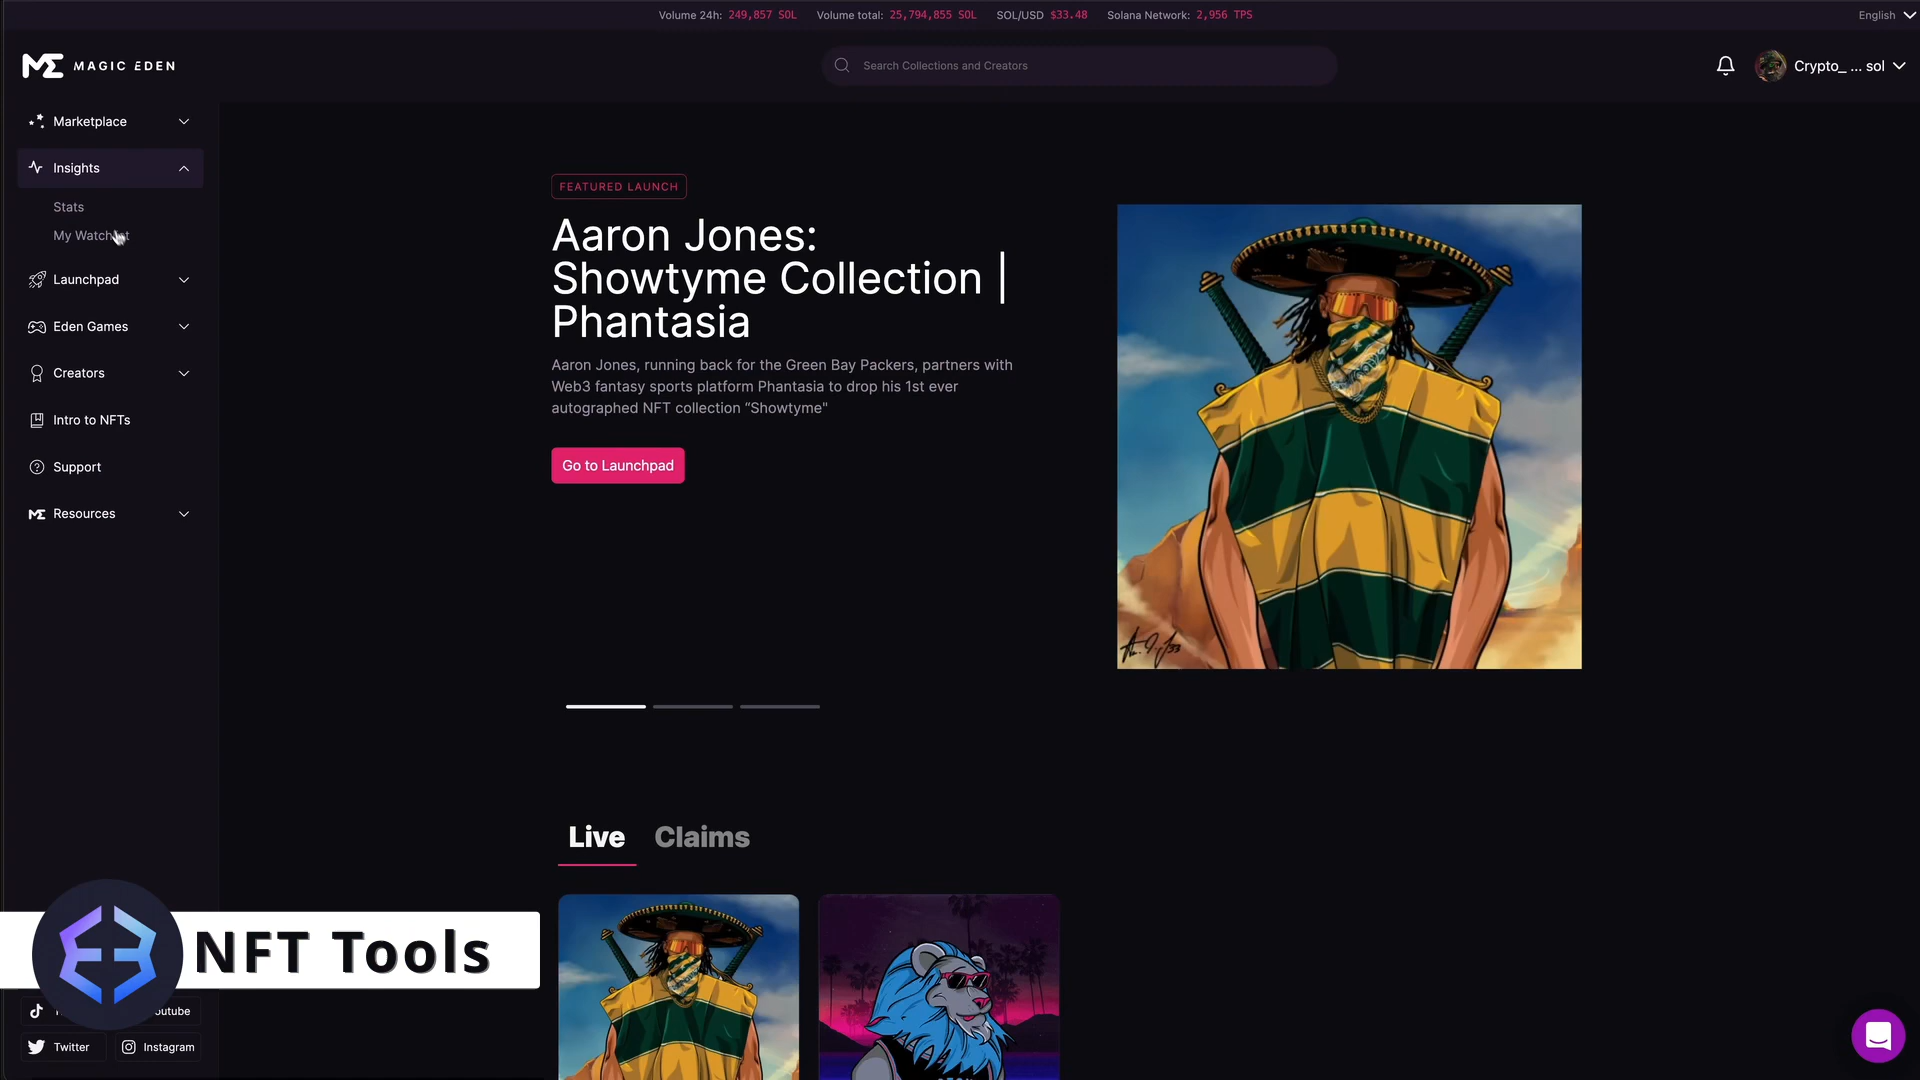 Volume 24h: 249,857 SOL Volume total: 25,794,855 SOL SOL/USD $33.48 Solana Network: 2,956 TPS
English
MAGIC EDEN
Search Collections and Creators
Crypto_ ... sol
Marketplace
Insights
Stats
My Watch
Launchpad
Eden Games
Creators
Intro to NFTs
Support
Resources
FEATURED LAUNCH
Aaron Jones:
Showtyme Collection |
Phantasia
Aaron Jones, running back for the Green Bay Packers, partners with
Web3 fantasy sports platform Phantasia to drop his 1st ever
autographed NFT collection “Showtyme"
Go to Launchpad
Live Claims
NFT Tools
outube
Twitter
Instagram